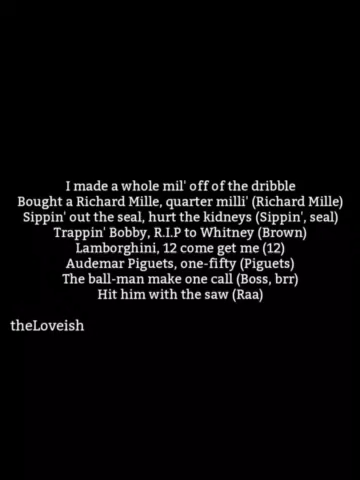 I made a whole mil' off of the dribble
Bought a Richard Mille, quarter milli' (Richard Mille)
Sippin' out the seal, hurt the kidneys (Sippin', seal)
Trappin' Bobby, R.I.P to Whitney (Brown)
Lamborghini, 12 come get me (12)
Audemar Piguets, one-fifty (Piguets)
The ball-man make one call (Boss, brr)
Hit him with the saw (Raa)
theLoveish